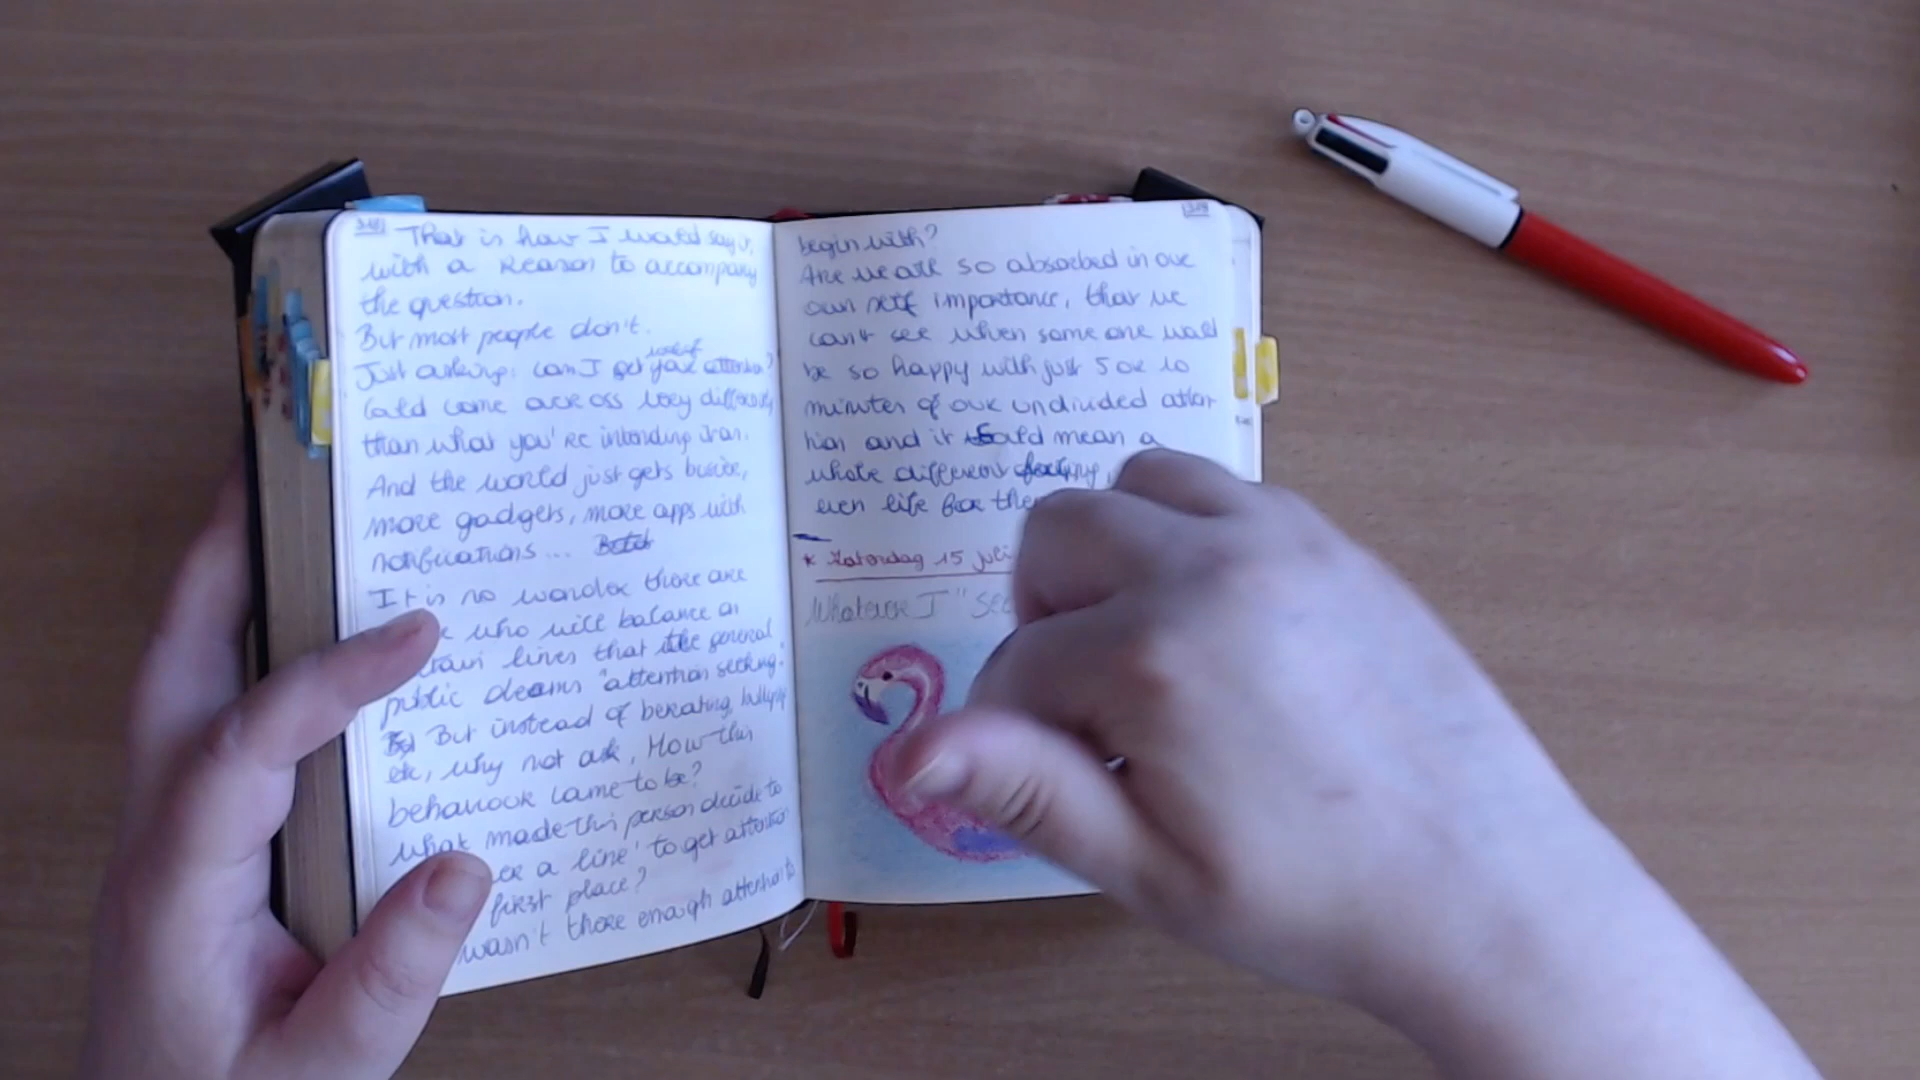 That is how I would say it,
with a reason to accompany
the question.
But most people don't.
Just asking: can I get your attention?
Could come across very differently
than what you're intending
And the world just gets busier,
more gadgets, more apps with
notifications...
It is no wonder there are
who will balance on
lines that the general
public deems "attention seeking".
But instead of berating, bullying
etc, why not ask, How this
behaviour came to be?
What made this person decide to
a line' to get attention
first place?
wasn't there enough attention to
begin with?
Are we all so absorbed in our
own self importance, that we
can't see when some one would
be so happy with just 5 or 10
minutes of our undivided atten
tion and it could mean a
whole different
even life for
* Zaterdag 15 juli
Whatever I "see